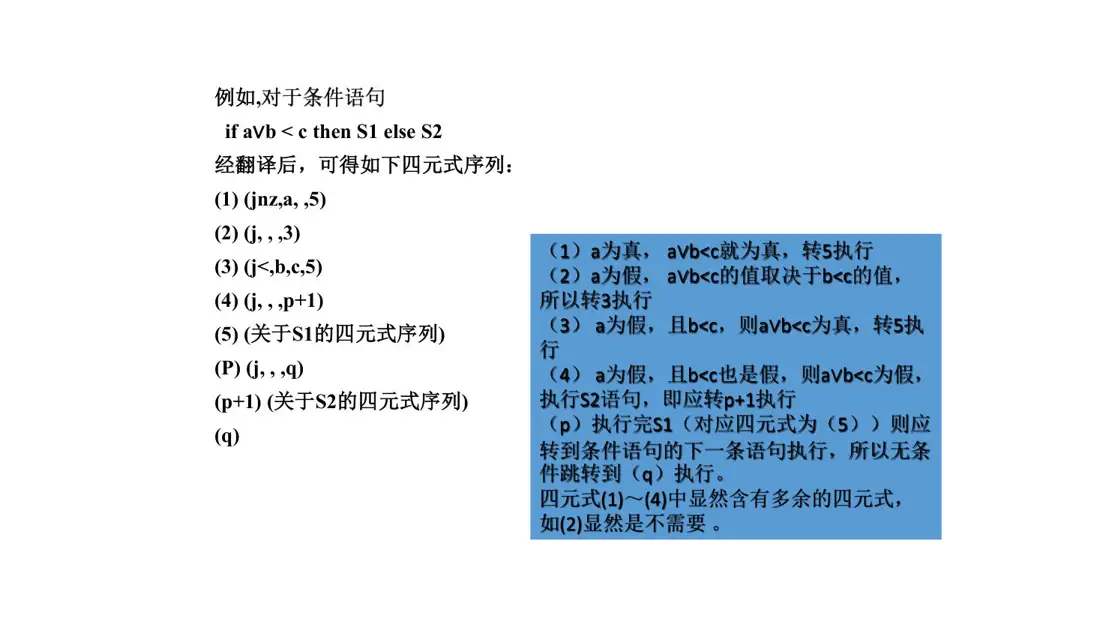 例如,对于条件语句
if a∨b < c then S1 else S2
经翻译后，可得如下四元式序列：
(1) (jnz,a, ,5)
(2) (j, , ,3)
(3) (j<,b,c,5)
(4) (j, , ,p+1)
(5) (关于S1的四元式序列)
(P) (j, , ,q)
(p+1) (关于S2的四元式序列)
(q)
（1）a为真， a∨b<c就为真，转5执行
（2）a为假， a∨b<c的值取决于b<c的值，
所以转3执行
（3） a为假，且b<c，则a∨b<c为真，转5执
行
（4） a为假，且b<c也是假，则a∨b<c为假，
执行S2语句，即应转p+1执行
（p）执行完S1（对应四元式为（5））则应
转到条件语句的下一条语句执行，所以无条
件跳转到（q）执行。
四元式(1)～(4)中显然含有多余的四元式，
如(2)显然是不需要 。